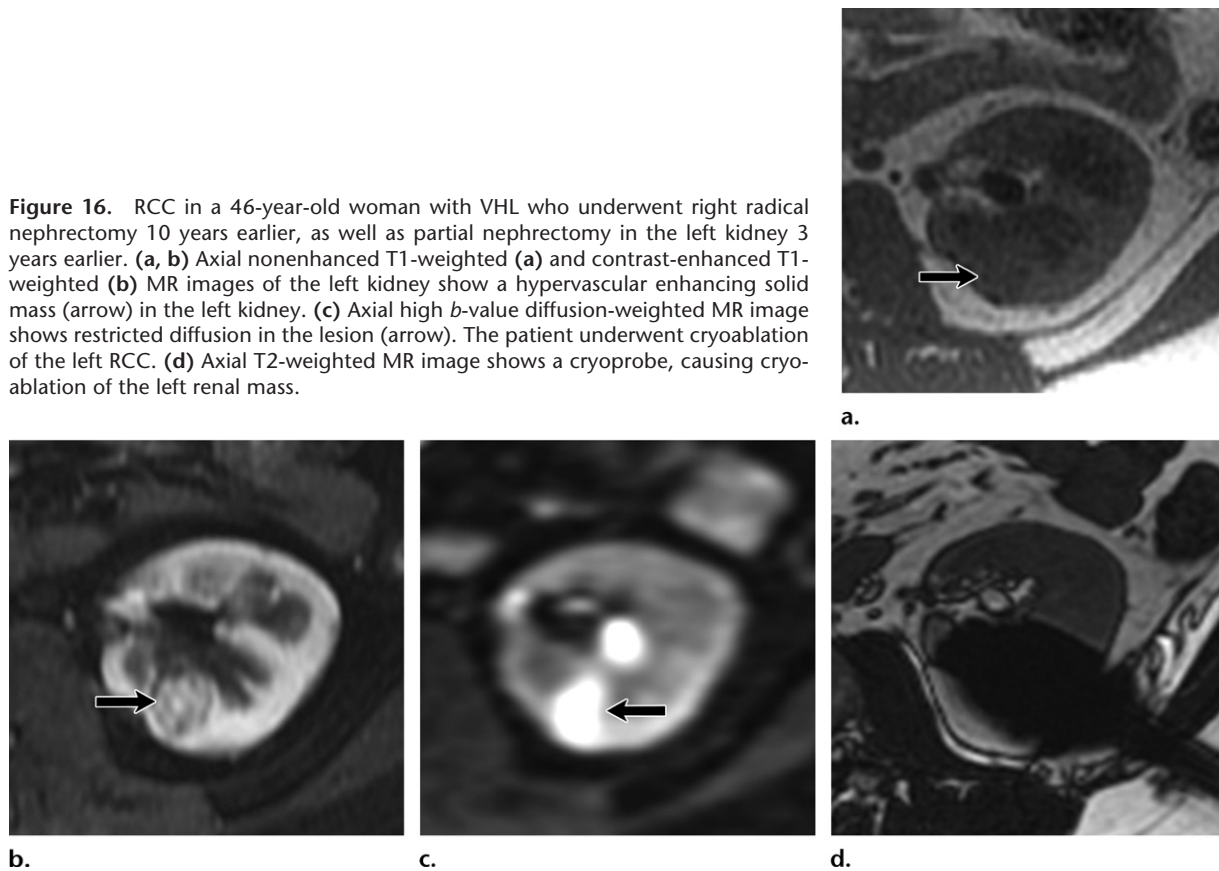 Figure 16. RCC in a 46-year-old woman with VHL who underwent right radical
nephrectomy 10 years earlier, as well as partial nephrectomy in the left kidney 3
years earlier. (a, b) Axial nonenhanced T1-weighted (a) and contrast-enhanced T1-
weighted (b) MR images of the left kidney show a hypervascular enhancing solid
mass (arrow) in the left kidney. (c) Axial high b-value diffusion-weighted MR image
shows restricted diffusion in the lesion (arrow). The patient underwent cryoablation
of the left RCC. (d) Axial T2-weighted MR image shows a cryoprobe, causing cryo-
ablation of the left renal mass.
a.
b.
c.
d.